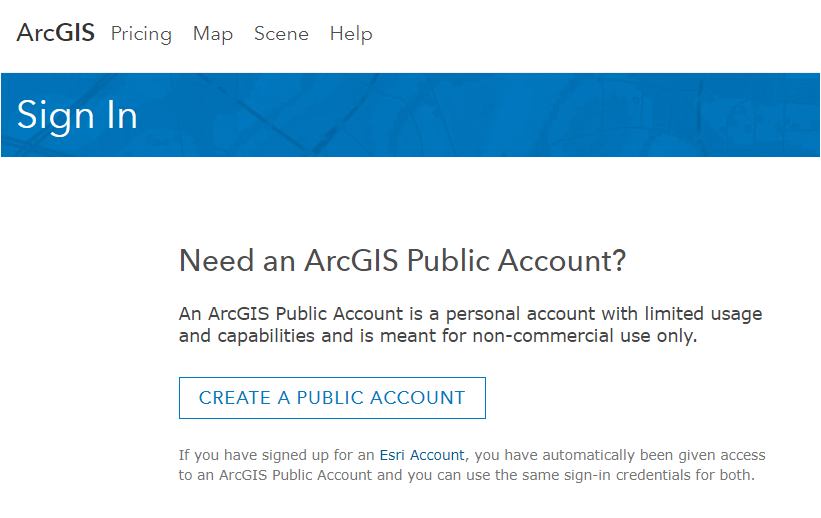 ArcGIS Pricing Map Scene Help
Sign In
Need an ArcGIS Public Account?
An ArcGIS Public Account is a personal account with limited usage
and capabilities and is meant for non-commercial use only.
CREATE A PUBLIC ACCOUNT
If you have signed up for an Esri Account, you have automatically been given access
to an ArcGIS Public Account and you can use the same sign-in credentials for both.